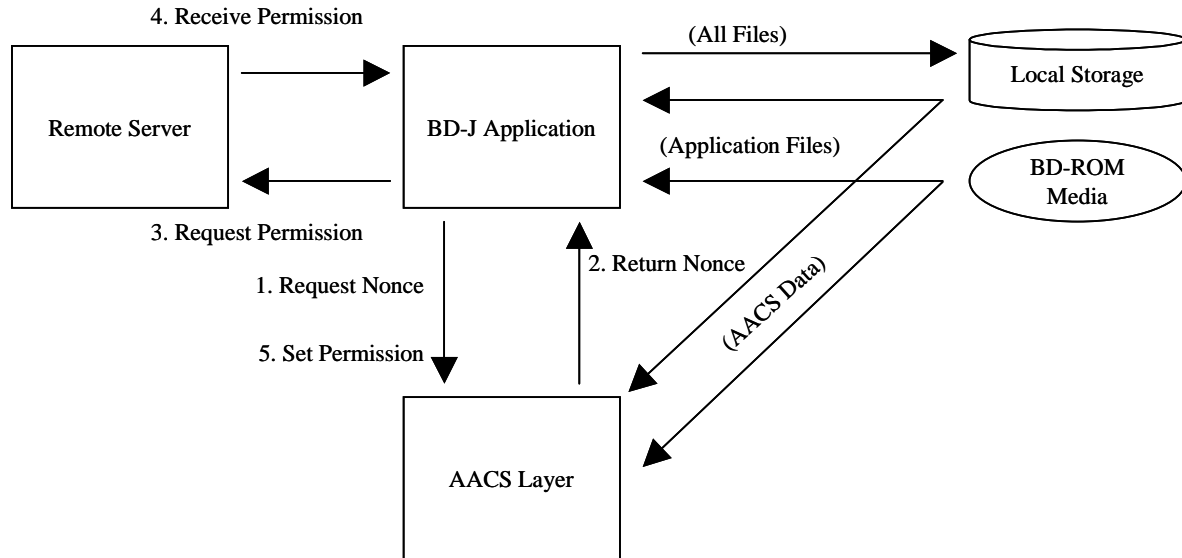 4. Receive Permission
(All Files)
Local Storage
Remote Server
BD-J Application
(Application Files)
BD-ROM
Media
3. Request Permission
1. Request Nonce
2. Return Nonce
(AACS Data)
5. Set Permission
AACS Layer